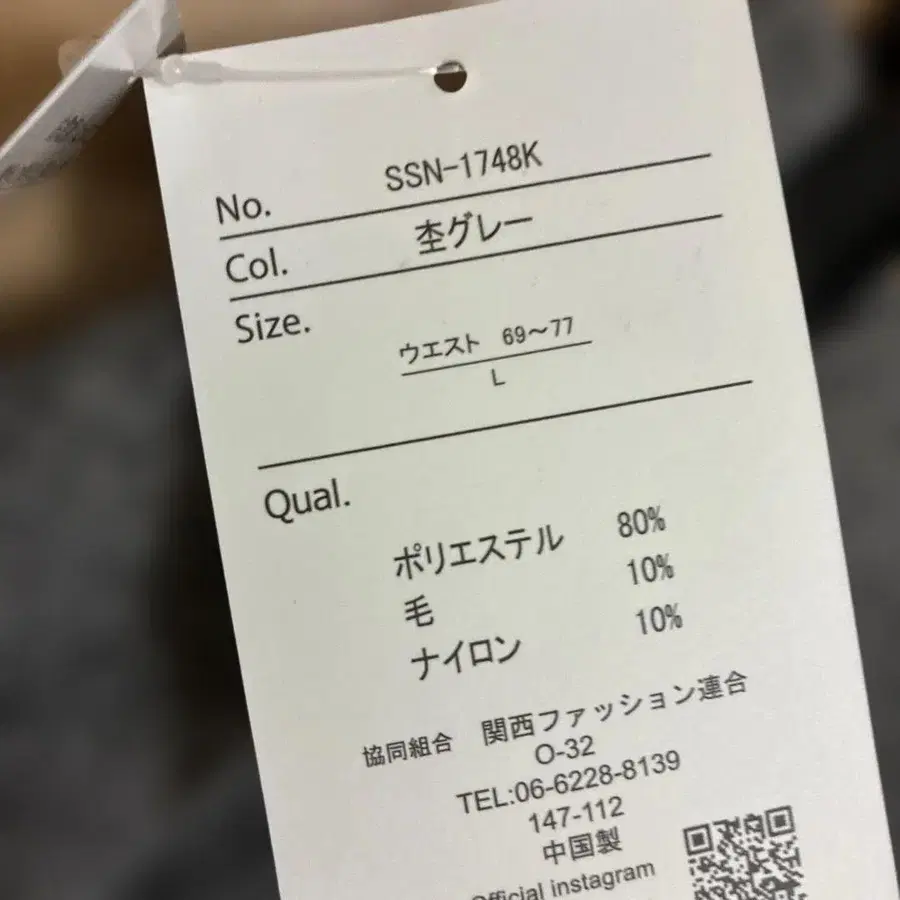 No. SSN-1748K
Col. 杢グレー
Size.
ウエスト 69～77
L
Qual.
ポリエステル 80%
毛 10%
ナイロン 10%
協同組合 関西ファッション連合
O-32
TEL:06-6228-8139
147-112
中国製
Official instagram